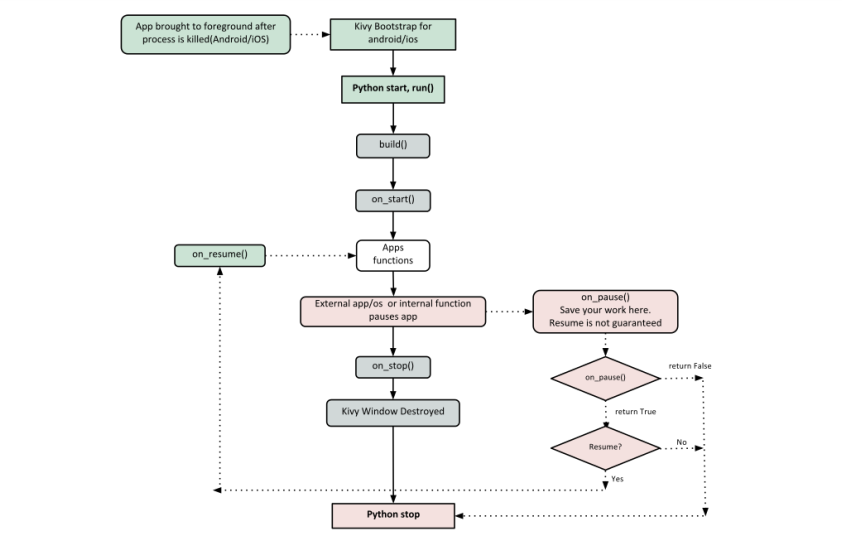 App brought to foreground after
process is killed(Android/iOS)
Kivy Bootstrap for
android/ios
Python start, run()
build()
on_start()
on_resume()
Apps
functions
External app/os or internal function
pauses app
on_pause()
Save your work here.
Resume is not guaranteed
on_stop()
on_pause()
return False
Kivy Window Destroyed
return True
Resume?
No
Yes
Python stop